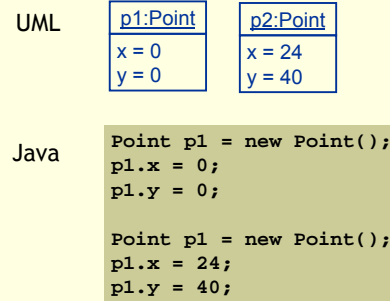 UML
p1:Point
x = 0
y = 0
p2:Point
x = 24
y = 40
Java
Point p1 = new Point();
p1.x = 0;
p1.y = 0;
Point p1 = new Point();
p1.x = 24;
p1.y = 40;